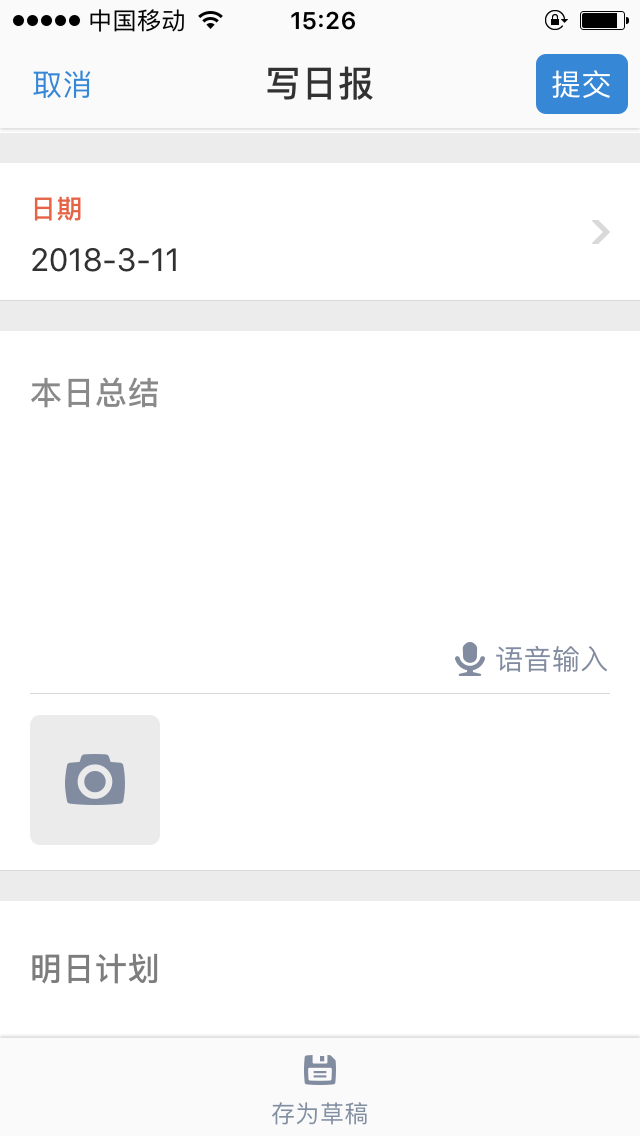 中国移动 15:26
取消 写日报 提交
日期
2018-3-11
本日总结
语音输入
明日计划
存为草稿